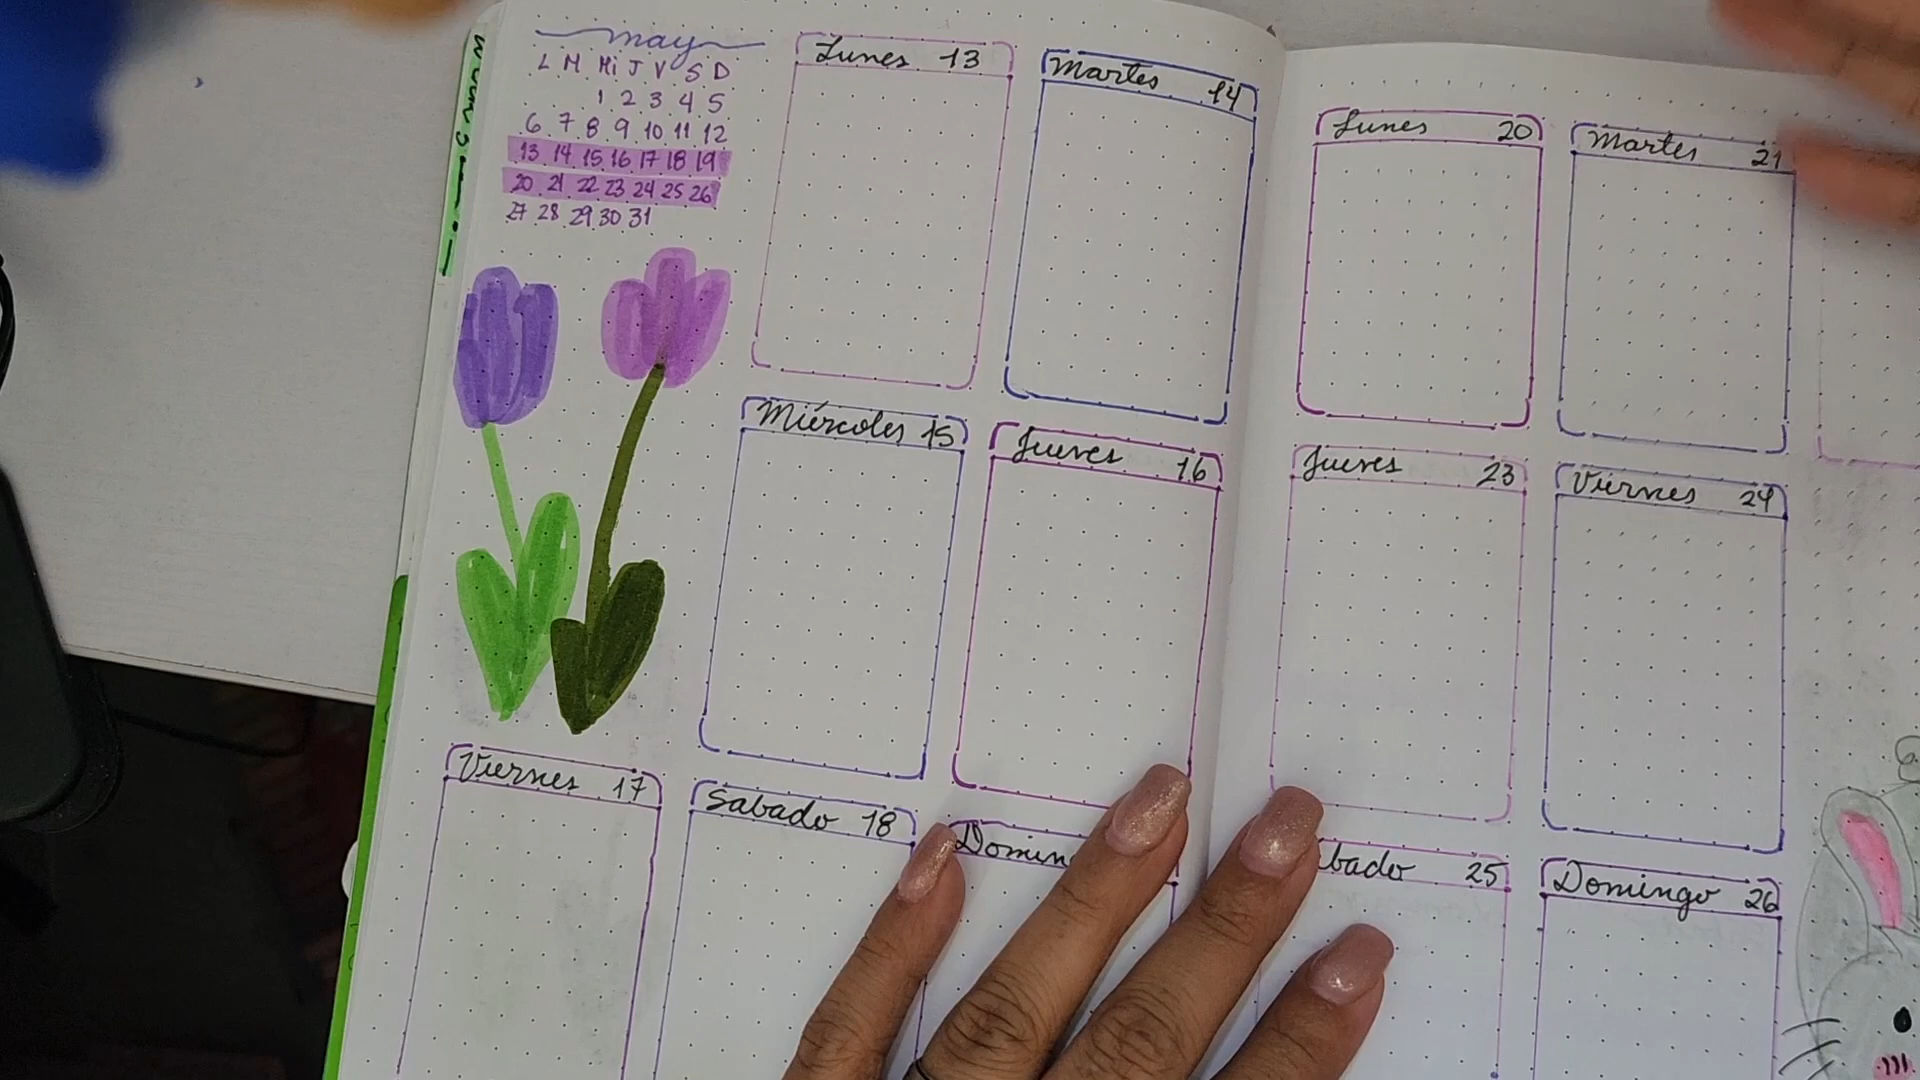 may
L M Mi J V S D
1 2 3 4 5
6 7 8 9 10 11 12
13 14 15 16 17 18 19
20 21 22 23 24 25 26
27 28 29 30 31
Lunes 13
Martes 14
Miércoles 15
Jueves 16
Viernes 17
Sabado 18
Domin
Lunes 20
Martes 21
Jueves 23
Viernes 24
bado 25
Domingo 26